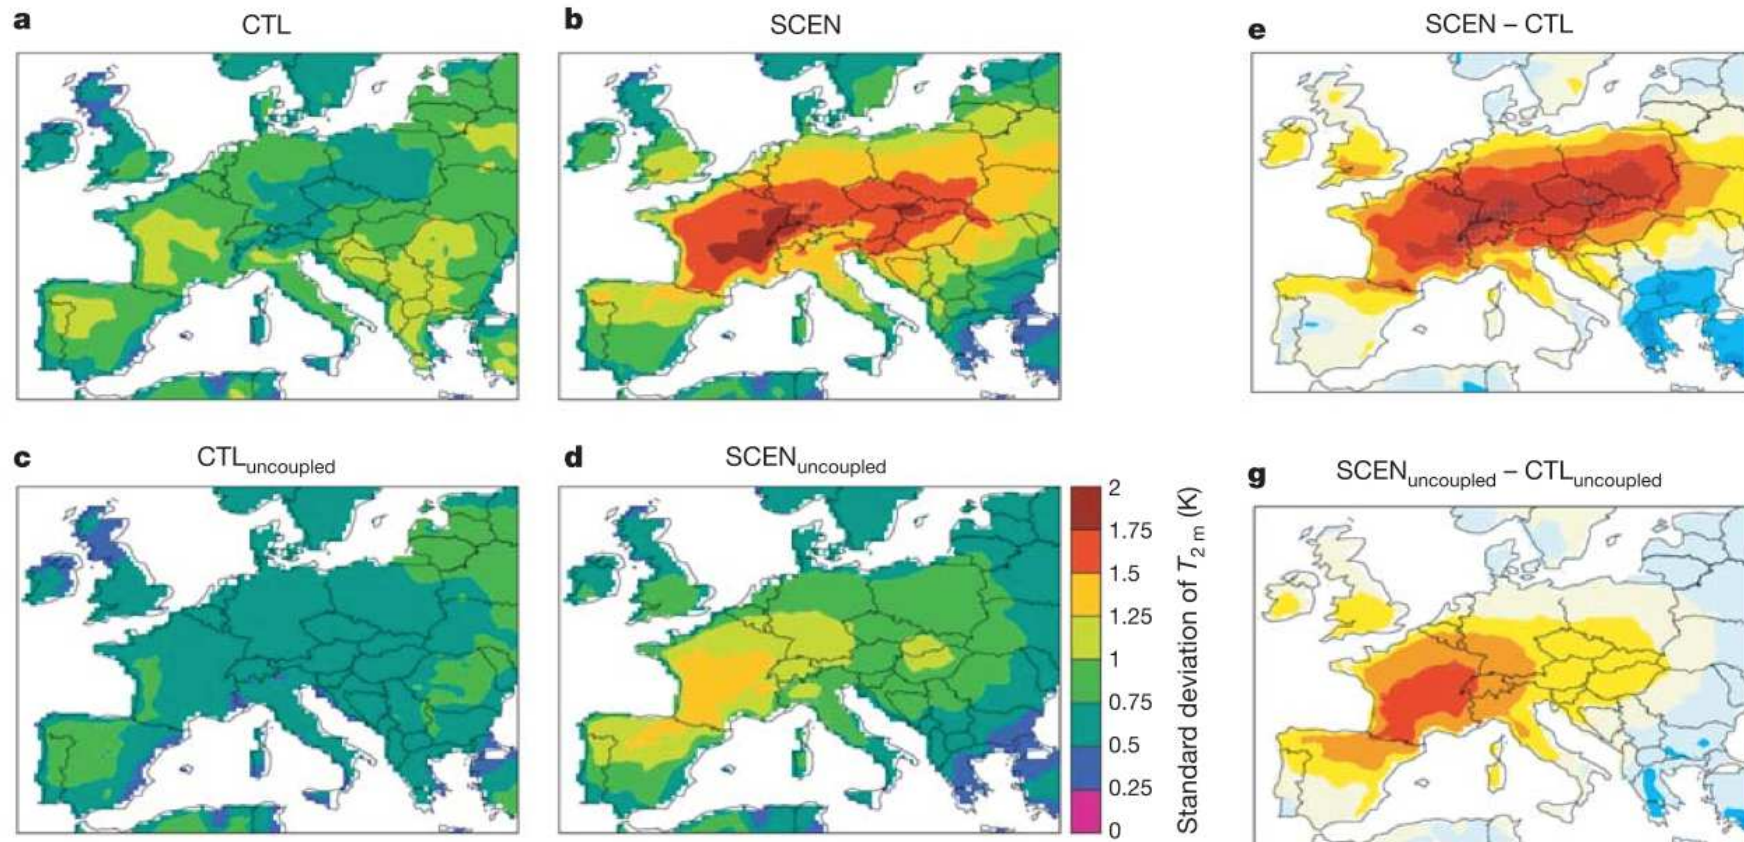 a CTL
b SCEN
e SCEN – CTL
c CTLuncoupled
d SCENuncoupled
g SCENuncoupled – CTLuncoupled
2
1.75
1.5
1.25
1
0.75
0.5
0.25
0
Standard deviation of T2 m (K)